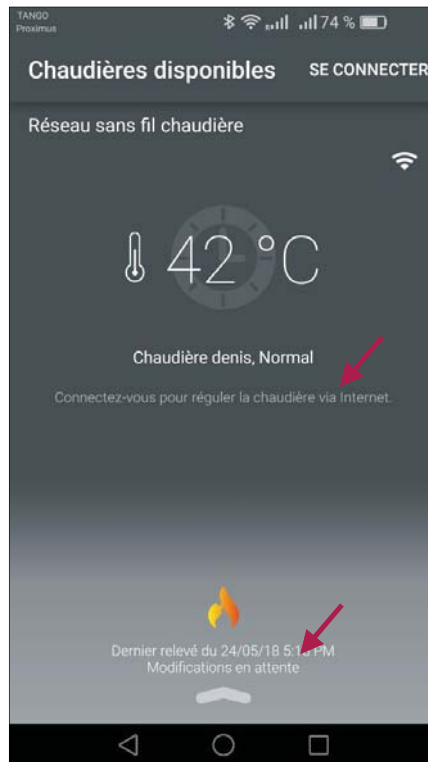 TANGO
Proximus
74 %
Chaudières disponibles SE CONNECTER
Réseau sans fil chaudière
42 °C
Chaudière denis, Normal
Connectez-vous pour réguler la chaudière via Internet.
Dernier relevé du 24/05/18 PM
Modifications en attente